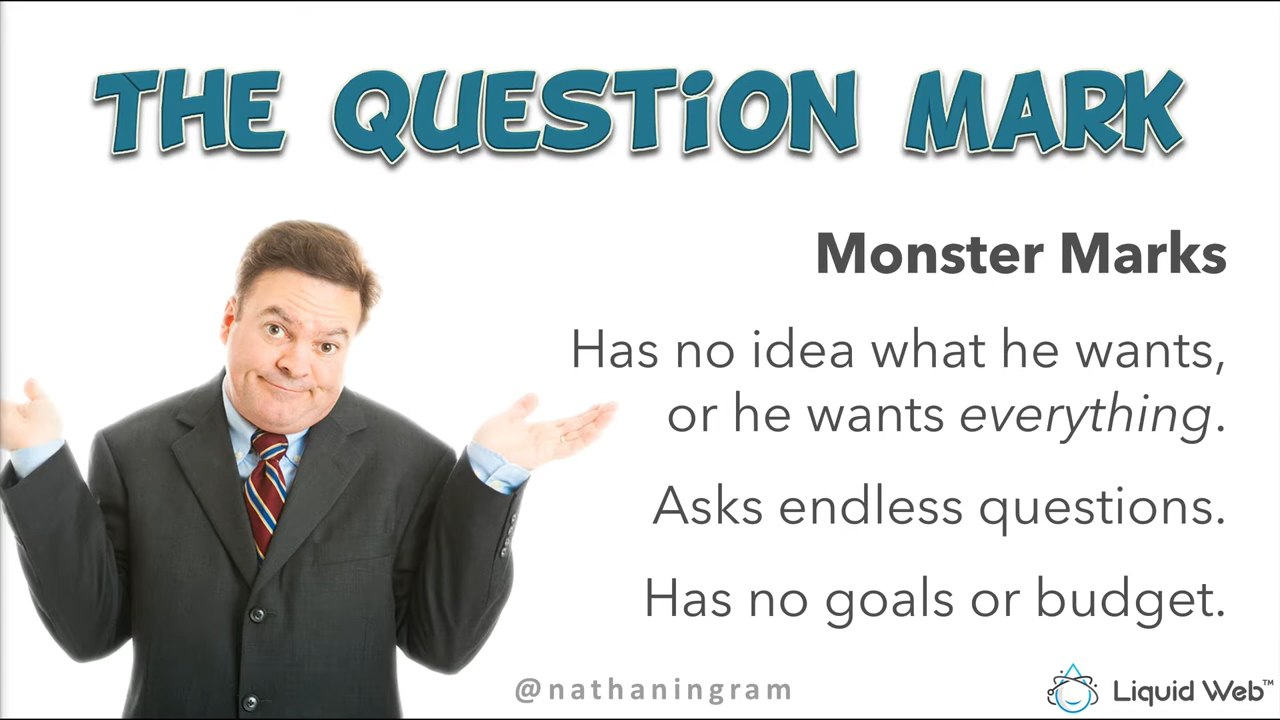 THE QUESTiON MARK
Monster Marks
Has no idea what he wants,
or he wants everything.
Asks endless questions.
Has no goals or budget.
@nathaningram
Liquid Web™